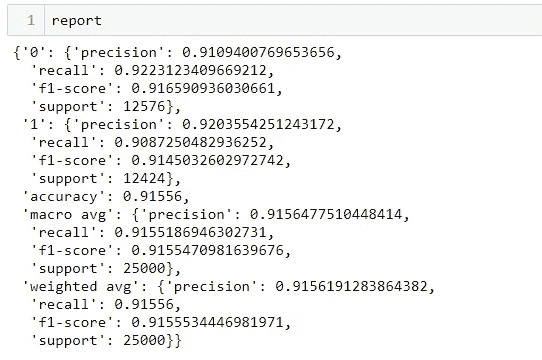 1 report
{'0': {'precision': 0.9109400769653656,
'recall': 0.9223123409669212,
'f1-score': 0.916590936030661,
'support': 12576},
'1': {'precision': 0.9203554251243172,
'recall': 0.9087250482936252,
'f1-score': 0.9145032602972742,
'support': 12424},
'accuracy': 0.91556,
'macro avg': {'precision': 0.9156477510448414,
'recall': 0.9155186946302731,
'f1-score': 0.9155470981639676,
'support': 25000},
'weighted avg': {'precision': 0.9156191283864382,
'recall': 0.91556,
'f1-score': 0.9155534446981971,
'support': 25000}}